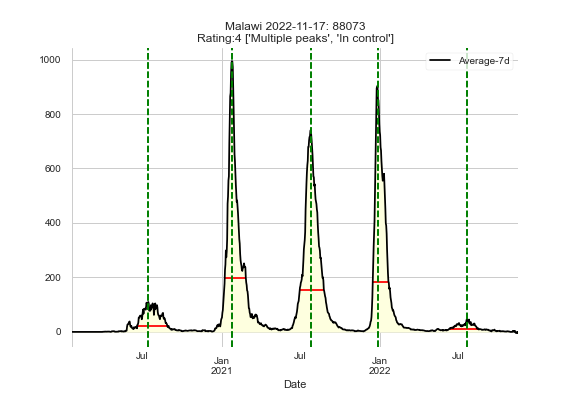 Malawi 2022-11-17: 88073
Rating:4 ['Multiple peaks', 'In control']
Average-7d
1000
800
600
400
200
0
Jul
Jan
2021
Jul
Jan
2022
Jul
Date